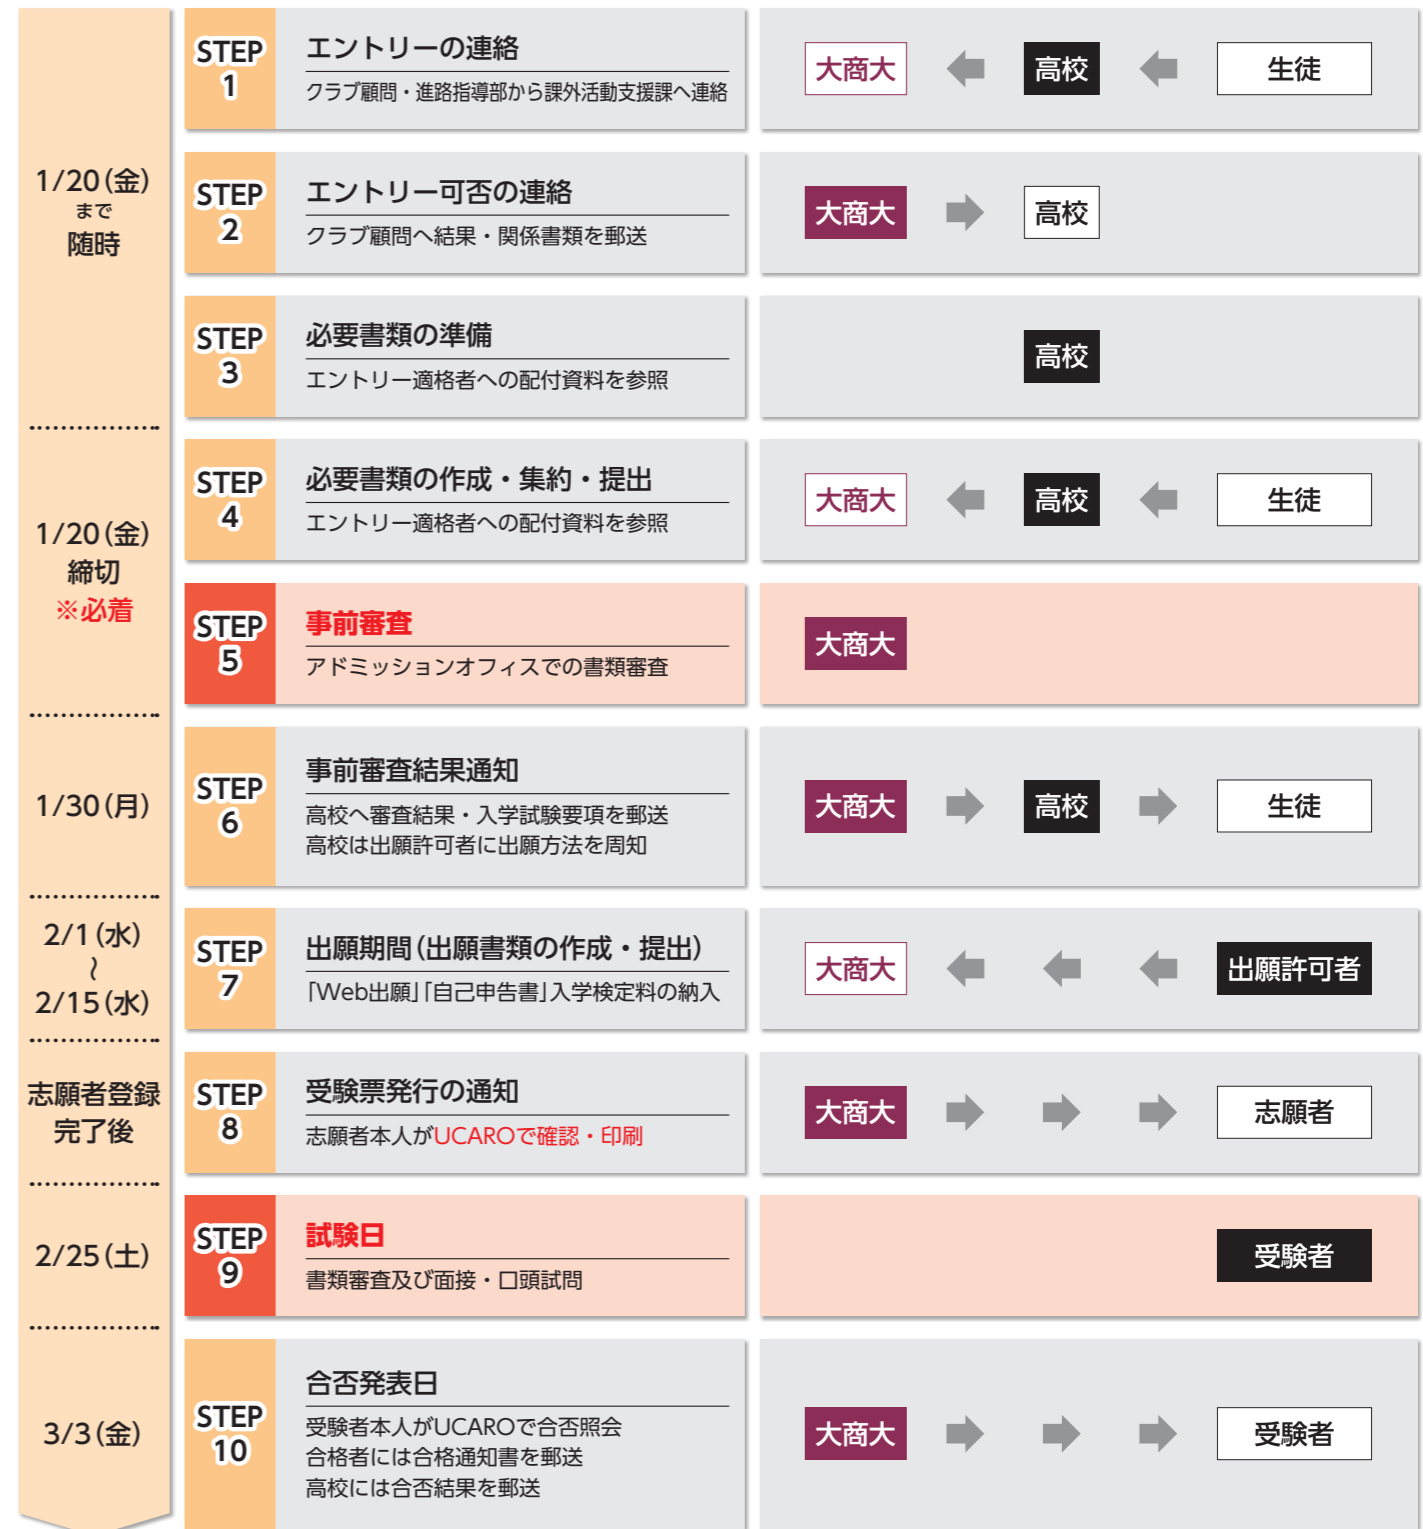 1/20(金)
まで
随時
STEP
1
エントリーの連絡
クラブ顧問・進路指導部から課外活動支援課へ連絡
大商大
高校
生徒
STEP
2
エントリー可否の連絡
クラブ顧問へ結果・関係書類を郵送
大商大
高校
STEP
3
必要書類の準備
エントリー適格者への配付資料を参照
高校
1/20(金)
締切
※必着
STEP
4
必要書類の作成・集約・提出
エントリー適格者への配付資料を参照
大商大
高校
生徒
STEP
5
事前審査
アドミッションオフィスでの書類審査
大商大
1/30(月)
STEP
6
事前審査結果通知
高校へ審査結果・入学試験要項を郵送
高校は出願許可者に出願方法を周知
大商大
高校
生徒
2/1(水)
〜
2/15(水)
STEP
7
出願期間(出願書類の作成・提出)
「Web出願」「自己申告書」入学検定料の納入
大商大
出願許可者
志願者登録
完了後
STEP
8
受験票発行の通知
志願者本人がUCAROで確認・印刷
大商大
志願者
2/25(土)
STEP
9
試験日
書類審査及び面接・口頭試問
受験者
3/3(金)
STEP
10
合否発表日
受験者本人がUCAROで合否照会
合格者には合格通知書を郵送
高校には合否結果を郵送
大商大
受験者